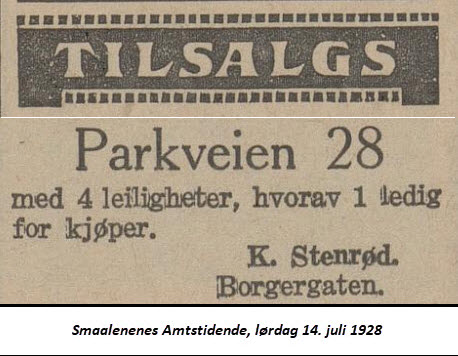 TILSALGS
Parkveien 28
med 4 leiligheter, hvorav 1 ledig
for kjøper.
K. Stenrød.
Borgergaten.
Smaalenenes Amtstidende, lørdag 14. juli 1928